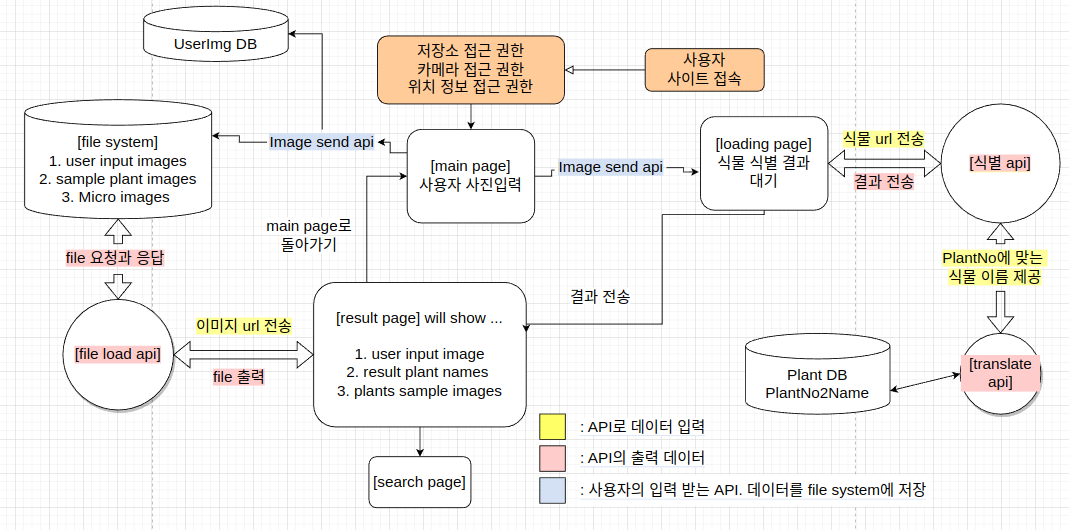 UserImg DB
저장소 접근 권한
카메라 접근 권한
위치 정보 접근 권한
사용자
사이트 접속
[file system]
1. user input images
2. sample plant images
3. Micro images
Image send api
[main page]
사용자 사진입력
Image send api
[loading page]
식물 식별 결과
대기
식물 url 전송
결과 전송
[식별 api]
main page로
돌아가기
file 요청과 응답
PlantNo에 맞는
식물 이름 제공
결과 전송
[file load api]
이미지 url 전송
file 출력
[result page] will show ...
1. user input image
2. result plant names
3. plants sample images
Plant DB
PlantNo2Name
[translate
api]
[search page]
: API로 데이터 입력
: API의 출력 데이터
: 사용자의 입력 받는 API. 데이터를 file system에 저장